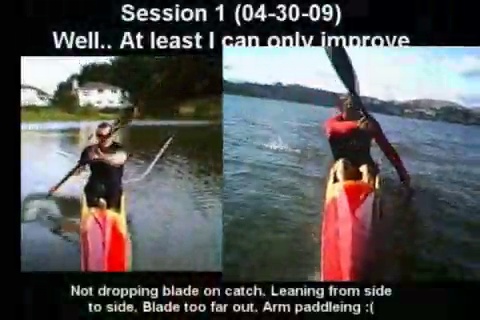 Session 1 (04-30-09)
Well.. At least I can only improve
Not dropping blade on catch. Leaning from side
to side. Blade too far out. Arm paddleing :(